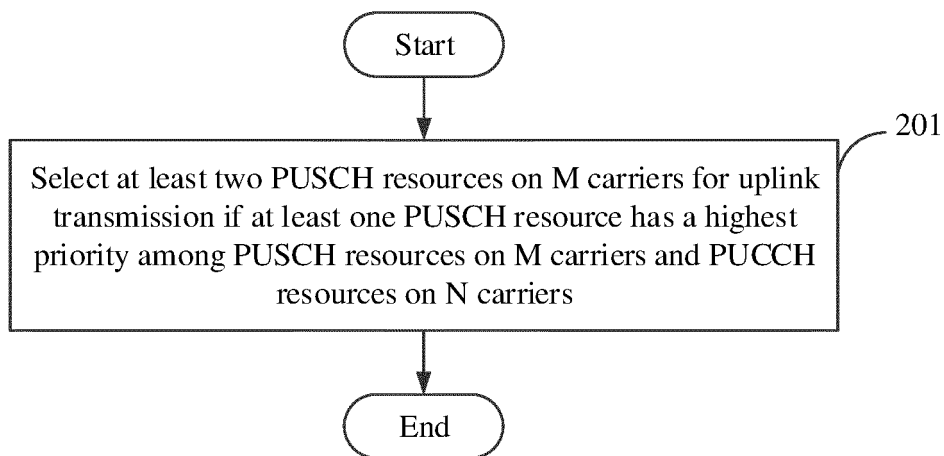 Start
201
Select at least two PUSCH resources on M carriers for uplink
transmission if at least one PUSCH resource has a highest
priority among PUSCH resources on M carriers and PUCCH
resources on N carriers
End